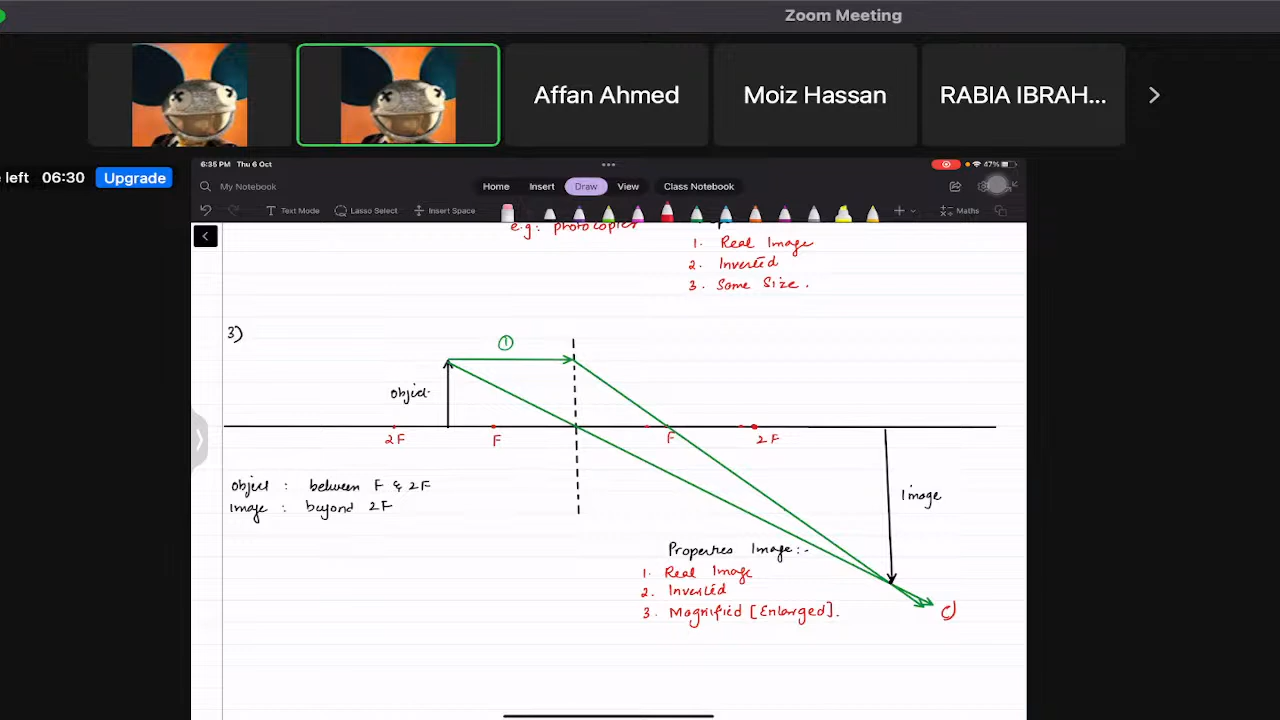 Zoom Meeting
Affan Ahmed
Moiz Hassan
RABIA IBRAH...
left 06:30 Upgrade
6:35 PM Thu 6 Oct
47%
My Notebook
Home Insert Draw View Class Notebook
Text Mode Lasso Select Insert Space Maths
e.g: photocopier
1. Real Image
2. Inverted
3. Same Size.
3)
①
Object
2F F F 2F
Object : between F & 2F
Image : beyond 2F
Image
Properties Image:-
1. Real Image
2. Inverted
3. Magnified [Enlarged].